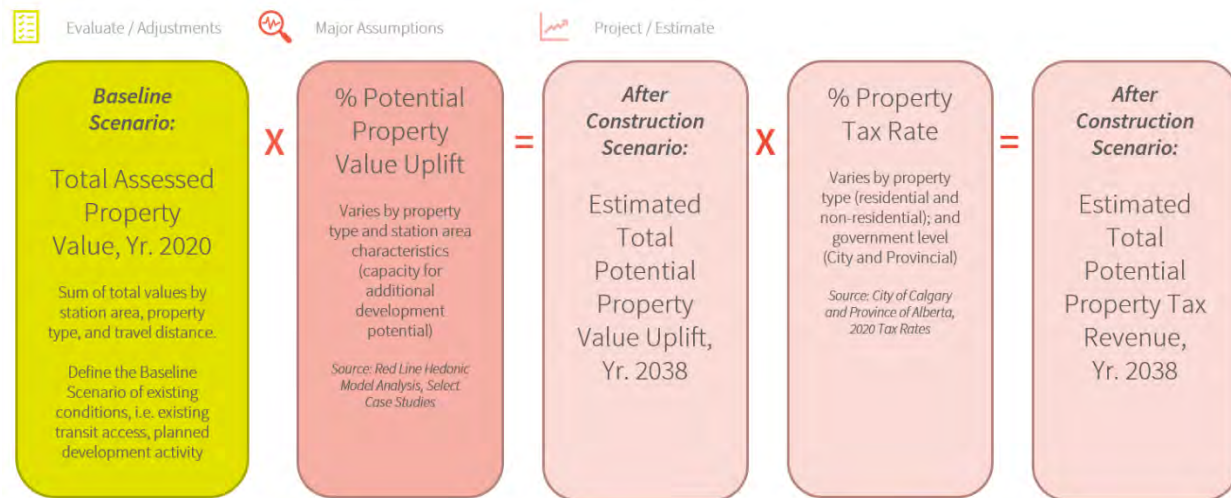 Evaluate / Adjustments
Major Assumptions
Project / Estimate
Baseline
Scenario:
Total Assessed
Property
Value, Yr. 2020
Sum of total values by
station area, property
type, and travel distance.
Define the Baseline
Scenario of existing
conditions, i.e. existing
transit access, planned
development activity
X
% Potential
Property
Value Uplift
Varies by property
type and station area
characteristics
(capacity for
additional
development
potential)
Source: Red Line Hedonic
Model Analysis, Select
Case Studies
=
After
Construction
Scenario:
Estimated
Total
Potential
Property
Value Uplift,
Yr. 2038
X
% Property
Tax Rate
Varies by property
type (residential and
non-residential); and
government level
(City and Provincial)
Source: City of Calgary
and Province of Alberta,
2020 Tax Rates
=
After
Construction
Scenario:
Estimated
Total
Potential
Property Tax
Revenue,
Yr. 2038